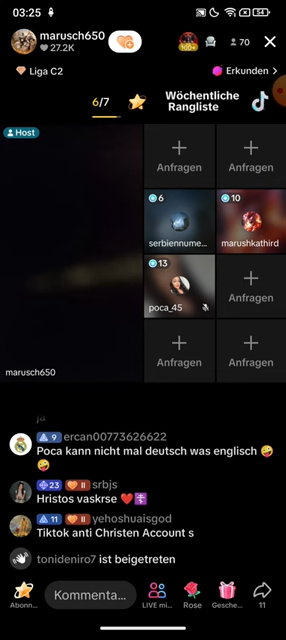 03:25
54
marusch650
27.2K
100+
70
Liga C2
Erkunden >
6/7
Wöchentliche
Rangliste
Host
Anfragen
Anfragen
6
serbiennume...
10
marushkathird
13
poca_45
Anfragen
Anfragen
Anfragen
marusch650
ja
9 ercan00773626622
Poca kann nicht mal deutsch was englisch 🤪
🤪
23 II srbjs
Hristos vaskrse ❤️☦️
11 II yehoshuaisgod
Tiktok anti Christen Account s
tonideniro7 ist beigetreten
Kommenta...
Abonn...
LIVE mi...
Rose
Gesche...
11